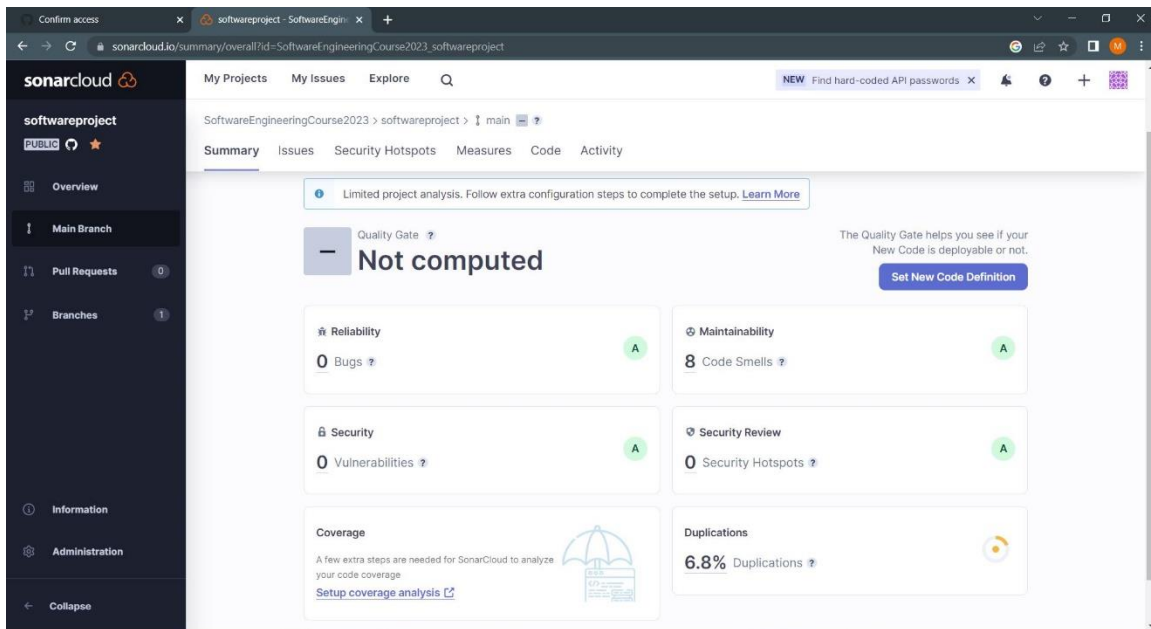 Confirm access
softwareproject - SoftwareEngin
sonarcloud.io/summary/overall?id=SoftwareEngineeringCourse2023_softwareproject
M
sonarcloud
My Projects My Issues Explore
NEW Find hard-coded API passwords
softwareproject
PUBLIC
SoftwareEngineeringCourse2023 > softwareproject > main
Summary Issues Security Hotspots Measures Code Activity
Overview
Main Branch
Pull Requests 0
Branches 1
Information
Administration
Collapse
Limited project analysis. Follow extra configuration steps to complete the setup. Learn More
Quality Gate ?
Not computed
The Quality Gate helps you see if your
New Code is deployable or not.
Set New Code Definition
Reliability
0 Bugs ?
A
Maintainability
8 Code Smells ?
A
Security
0 Vulnerabilities ?
A
Security Review
0 Security Hotspots ?
A
Coverage
A few extra steps are needed for SonarCloud to analyze
your code coverage
Setup coverage analysis
Duplications
6.8% Duplications ?